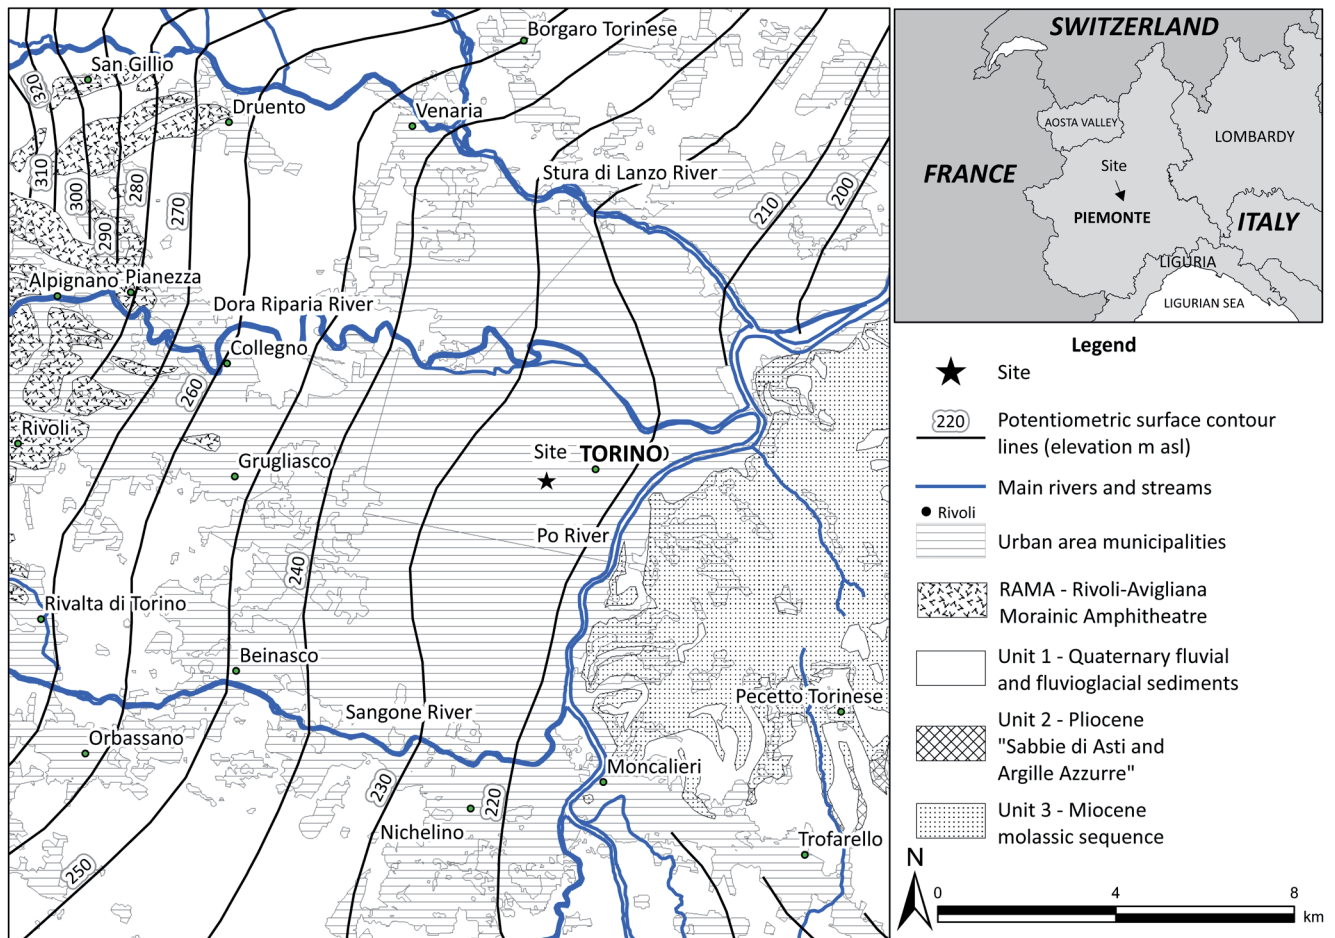 Borgaro Torinese
San Gillio
320
Druento
Venaria
Stura di Lanzo River
310
300
280
270
290
210
200
Alpignano
Pianezza
Dora Riparia River
Collegno
260
Rivoli
Site
TORINO
Grugliasco
Po River
240
Rivalta di Torino
Beinasco
Pecetto Torinese
Sangone River
Orbassano
Moncalieri
230
220
Nichelino
Trofarello
250
SWITZERLAND
AOSTA VALLEY
LOMBARDY
FRANCE
Site
PIEMONTE
ITALY
LIGURIA
LIGURIAN SEA
Legend
Site
220
Potentiometric surface contour
lines (elevation m asl)
Main rivers and streams
Rivoli
Urban area municipalities
RAMA - Rivoli-Avigliana
Morainic Amphitheatre
Unit 1 - Quaternary fluvial
and fluvioglacial sediments
Unit 2 - Pliocene
"Sabbie di Asti and
Argille Azzurre"
Unit 3 - Miocene
molassic sequence
N
0 4 8
km